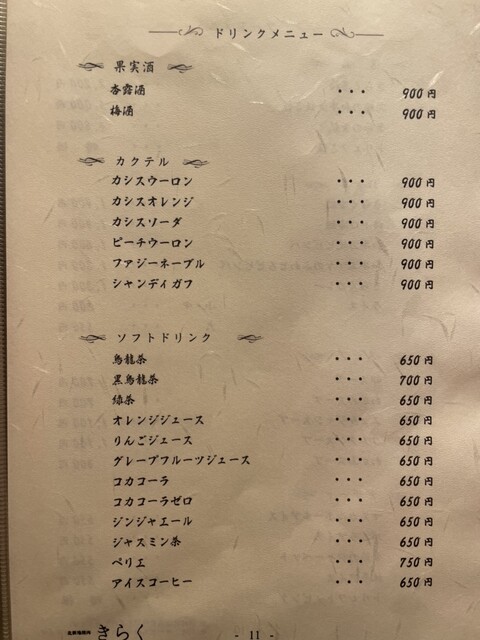 ドリンクメニュー
果実酒
杏露酒 ・・・ 900円
梅酒 ・・・ 900円
カクテル
カシスウーロン ・・・ 900円
カシスオレンジ ・・・ 900円
カシスソーダ ・・・ 900円
ピーチウーロン ・・・ 900円
ファジーネーブル ・・・ 900円
シャンディガフ ・・・ 900円
ソフトドリンク
烏龍茶 ・・・ 650円
黒烏龍茶 ・・・ 700円
緑茶 ・・・ 650円
オレンジジュース ・・・ 650円
りんごジュース ・・・ 650円
グレープフルーツジュース ・・・ 650円
コカコーラ ・・・ 650円
コカコーラゼロ ・・・ 650円
ジンジャエール ・・・ 650円
ジャスミン茶 ・・・ 650円
ペリエ ・・・ 750円
アイスコーヒー ・・・ 650円
きらく - 11 -